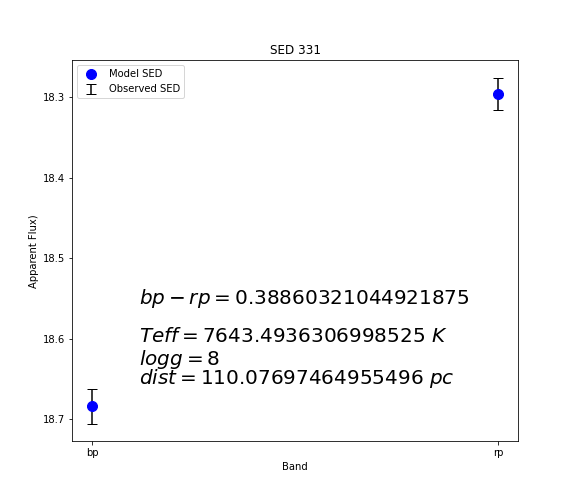 SED 331
Model SED
Observed SED
18.3
18.4
18.5
18.6
18.7
Apparent Flux)
bp − rp = 0.38860321044921875
Teff = 7643.4936306998525 K
logg = 8
dist = 110.07697464955496 pc
bp
rp
Band